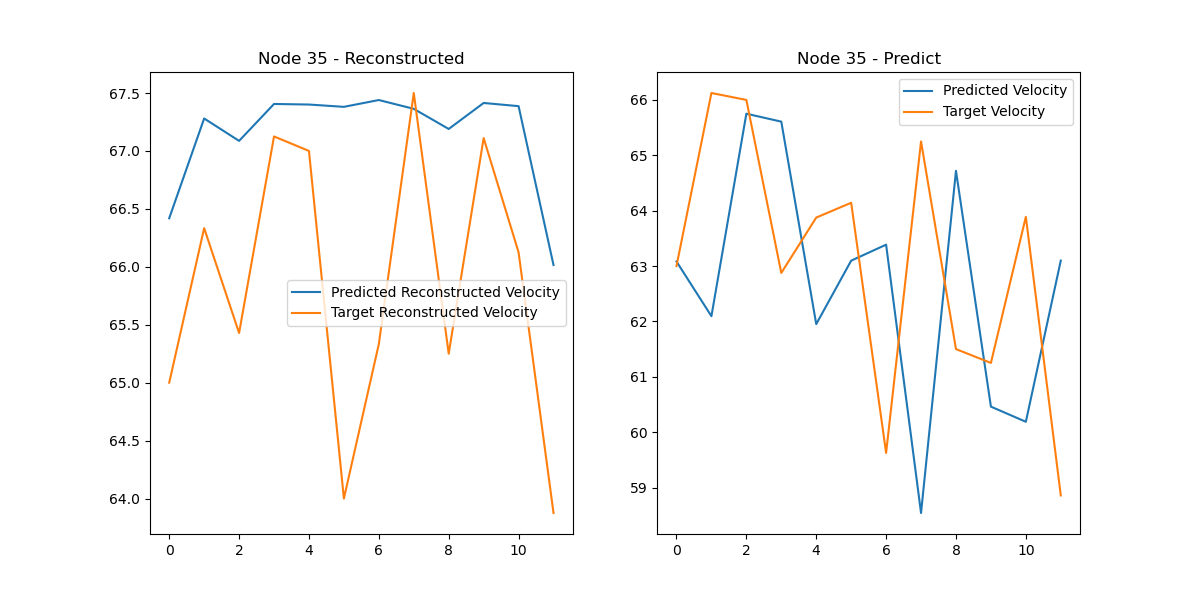 Node 35 - Reconstructed
67.5
67.0
66.5
66.0
65.5
65.0
64.5
64.0
0 2 4 6 8 10
Predicted Reconstructed Velocity
Target Reconstructed Velocity
Node 35 - Predict
66
65
64
63
62
61
60
59
0 2 4 6 8 10
Predicted Velocity
Target Velocity